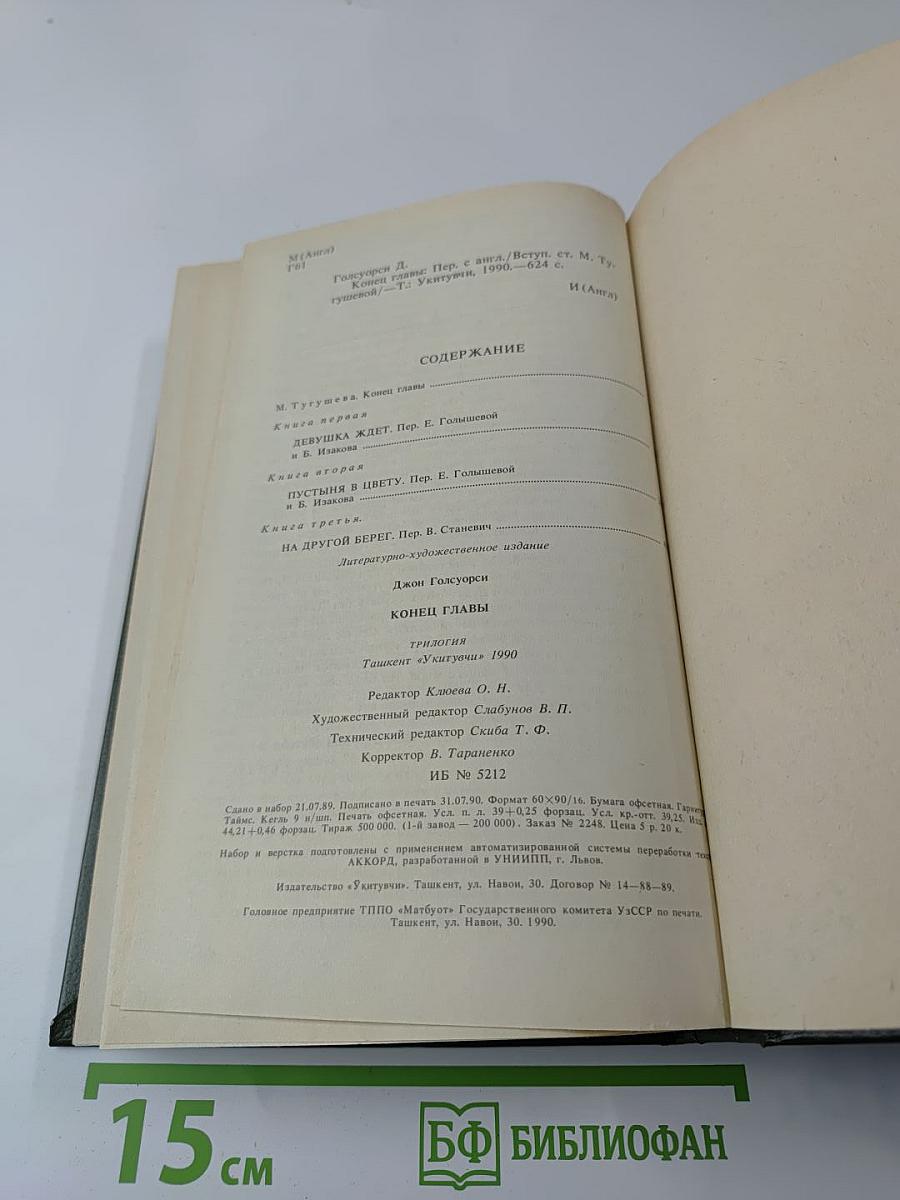 М (Англ)
Г61
Голсуорси Д.
Конец главы: Пер. с англ./Вступ. ст. М. Ту.
гушевой/—Т.: Укитувчи, 1990.—624 с.
И (Англ)
СОДЕРЖАНИЕ
М. Тугушева. Конец главы
Книга первая
ДЕВУШКА ЖДЕТ. Пер. Е. Голышевой
и Б. Изакова
Книга вторая
ПУСТЫНЯ В ЦВЕТУ. Пер. Е. Голышевой
и Б. Изакова
Книга третья.
НА ДРУГОЙ БЕРЕГ. Пер. В. Станевич
Литературно-художественное издание
Джон Голсуорси
КОНЕЦ ГЛАВЫ
ТРИЛОГИЯ
Ташкент «Укитувчи» 1990
Редактор Клюева О. Н.
Художественный редактор Слабунов В. П.
Технический редактор Скиба Т. Ф.
Корректор В. Тараненко
ИБ № 5212
Сдано в набор 21.07.89. Подписано в печать 31.07.90. Формат 60×90/16. Бумага офсетная.
Таймс. Кегль 9 н/шп. Печать офсетная. Усл. п. л. 39+0,25 форзац. Усл. кр.-отт. 39,25.
44,21+0,46 форзац. Тираж 500 000. (1-й завод — 200 000). Заказ № 2248. Цена 5 р. 20 к.
Набор и верстка подготовлены с применением автоматизированной системы переработки
АККОРД, разработанной в УНИИПП, г. Львов.
Издательство «Ўқитувчи». Ташкент, ул. Навои, 30. Договор № 14—88—89.
Головное предприятие ТППО «Матбуот» Государственного комитета УзССР по печати.
Ташкент, ул. Навои, 30. 1990.
15 см
БФ БИБЛИОФАН